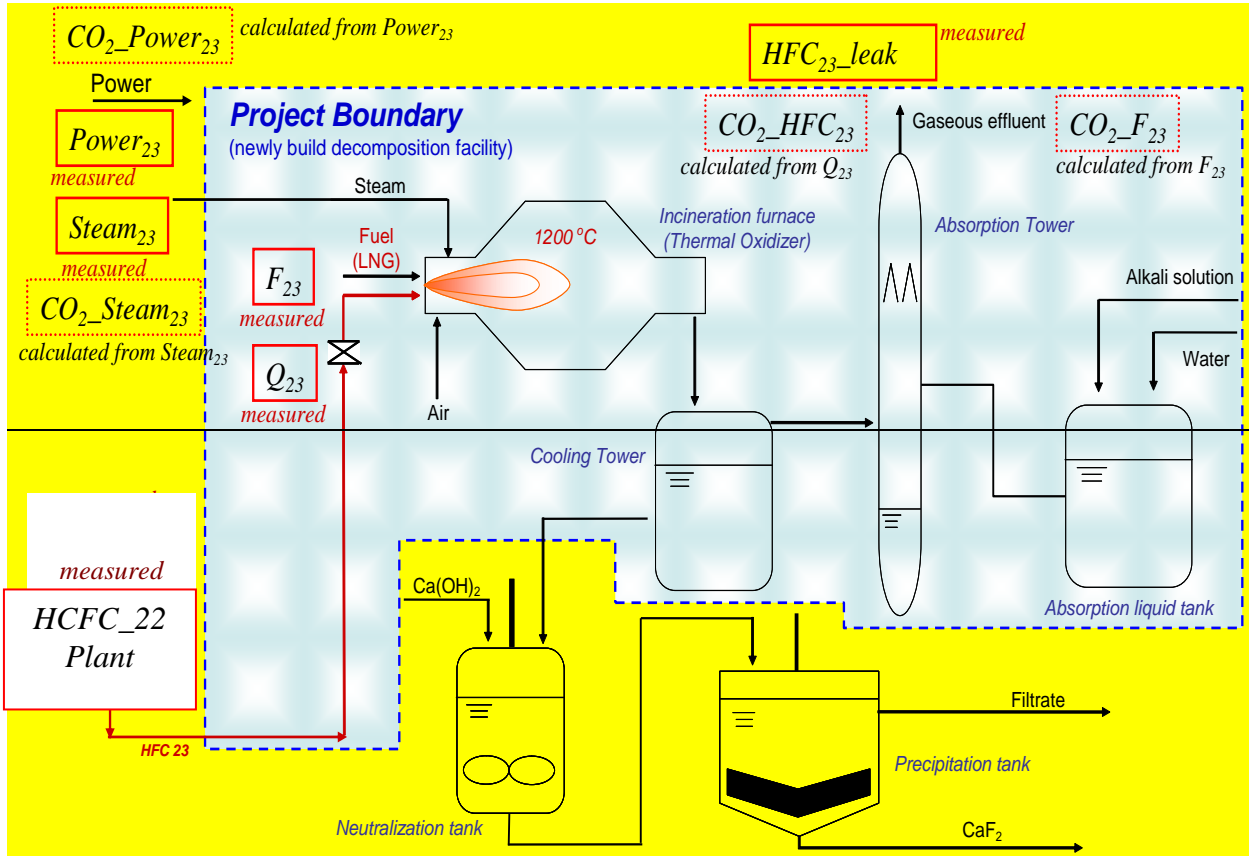 CO₂_Power₂₃
calculated from Power₂₃
HFC₂₃_leak
measured
Power
Project Boundary
(newly build decomposition facility)
Power₂₃
measured
CO₂_HFC₂₃
calculated from Q₂₃
Gaseous effluent
CO₂_F₂₃
calculated from F₂₃
Steam
Steam₂₃
measured
CO₂_Steam₂₃
calculated from Steam₂₃
Fuel
(LNG)
F₂₃
measured
Q₂₃
measured
1200 ⁰C
Incineration furnace
(Thermal Oxidizer)
Absorption Tower
Alkali solution
Water
Air
Cooling Tower
measured
HCFC_22
Plant
HFC 23
Ca(OH)₂
Absorption liquid tank
Filtrate
Precipitation tank
Neutralization tank
CaF₂